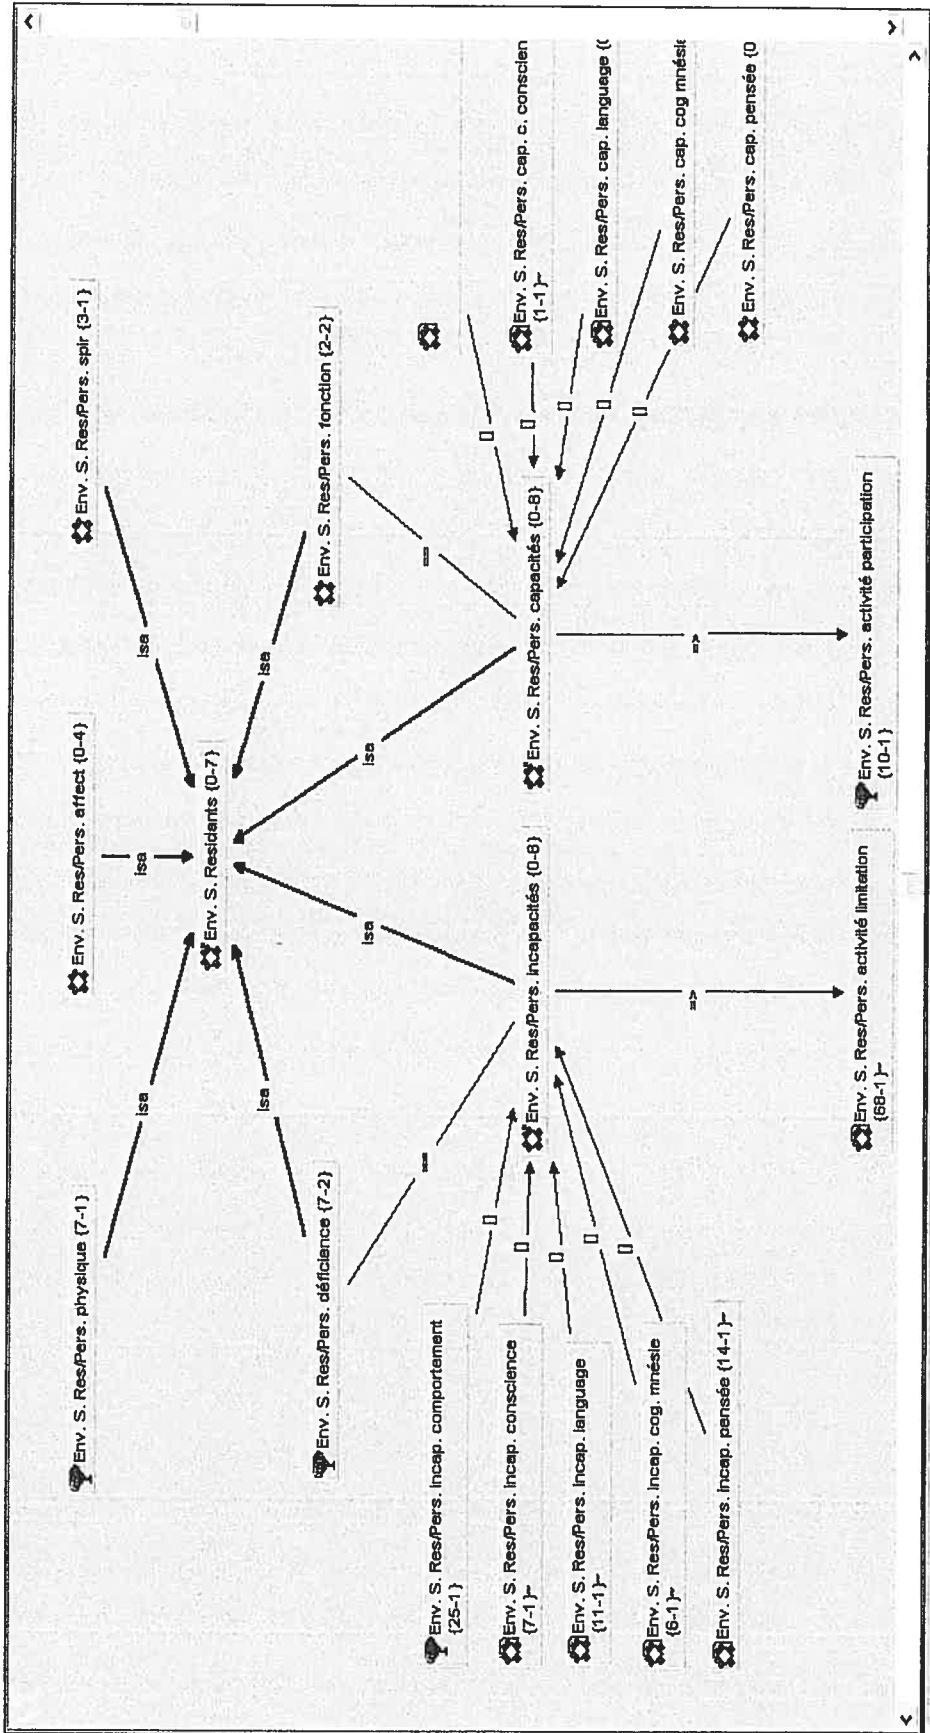 Env. S. Res/Pers. physique {7-1}
Env. S. Res/Pers. affect {0-4}
Env. S. Res/Pers. spir {3-1}
isa
isa
isa
Env. S. Residants {0-7}
isa
isa
Env. S. Res/Pers. déficience {7-2}
Env. S. Res/Pers. fonction {2-2}
isa
isa
==
==
Env. S. Res/Pers. incap. comportement
{25-1}
Env. S. Res/Pers. incap. conscience
{7-1}~
Env. S. Res/Pers. incap. language
{11-1}~
Env. S. Res/Pers. incap. cog. mnésie
{6-1}~
Env. S. Res/Pers. incap. pensée {14-1}~
[]
[]
[]
[]
[]
Env. S. Res/Pers. incapacités {0-8}
Env. S. Res/Pers. capacités {0-8}
[]
[]
[]
[]
[]
Env. S. Res/Pers. cap. c. conscien
{1-1}~
Env. S. Res/Pers. cap. language {(
Env. S. Res/Pers. cap. cog mnésie
Env. S. Res/Pers. cap. pensée {0
=>
=>
Env. S. Res/Pers. activité limitation
{68-1}~
Env. S. Res/Pers. activité participation
{10-1}